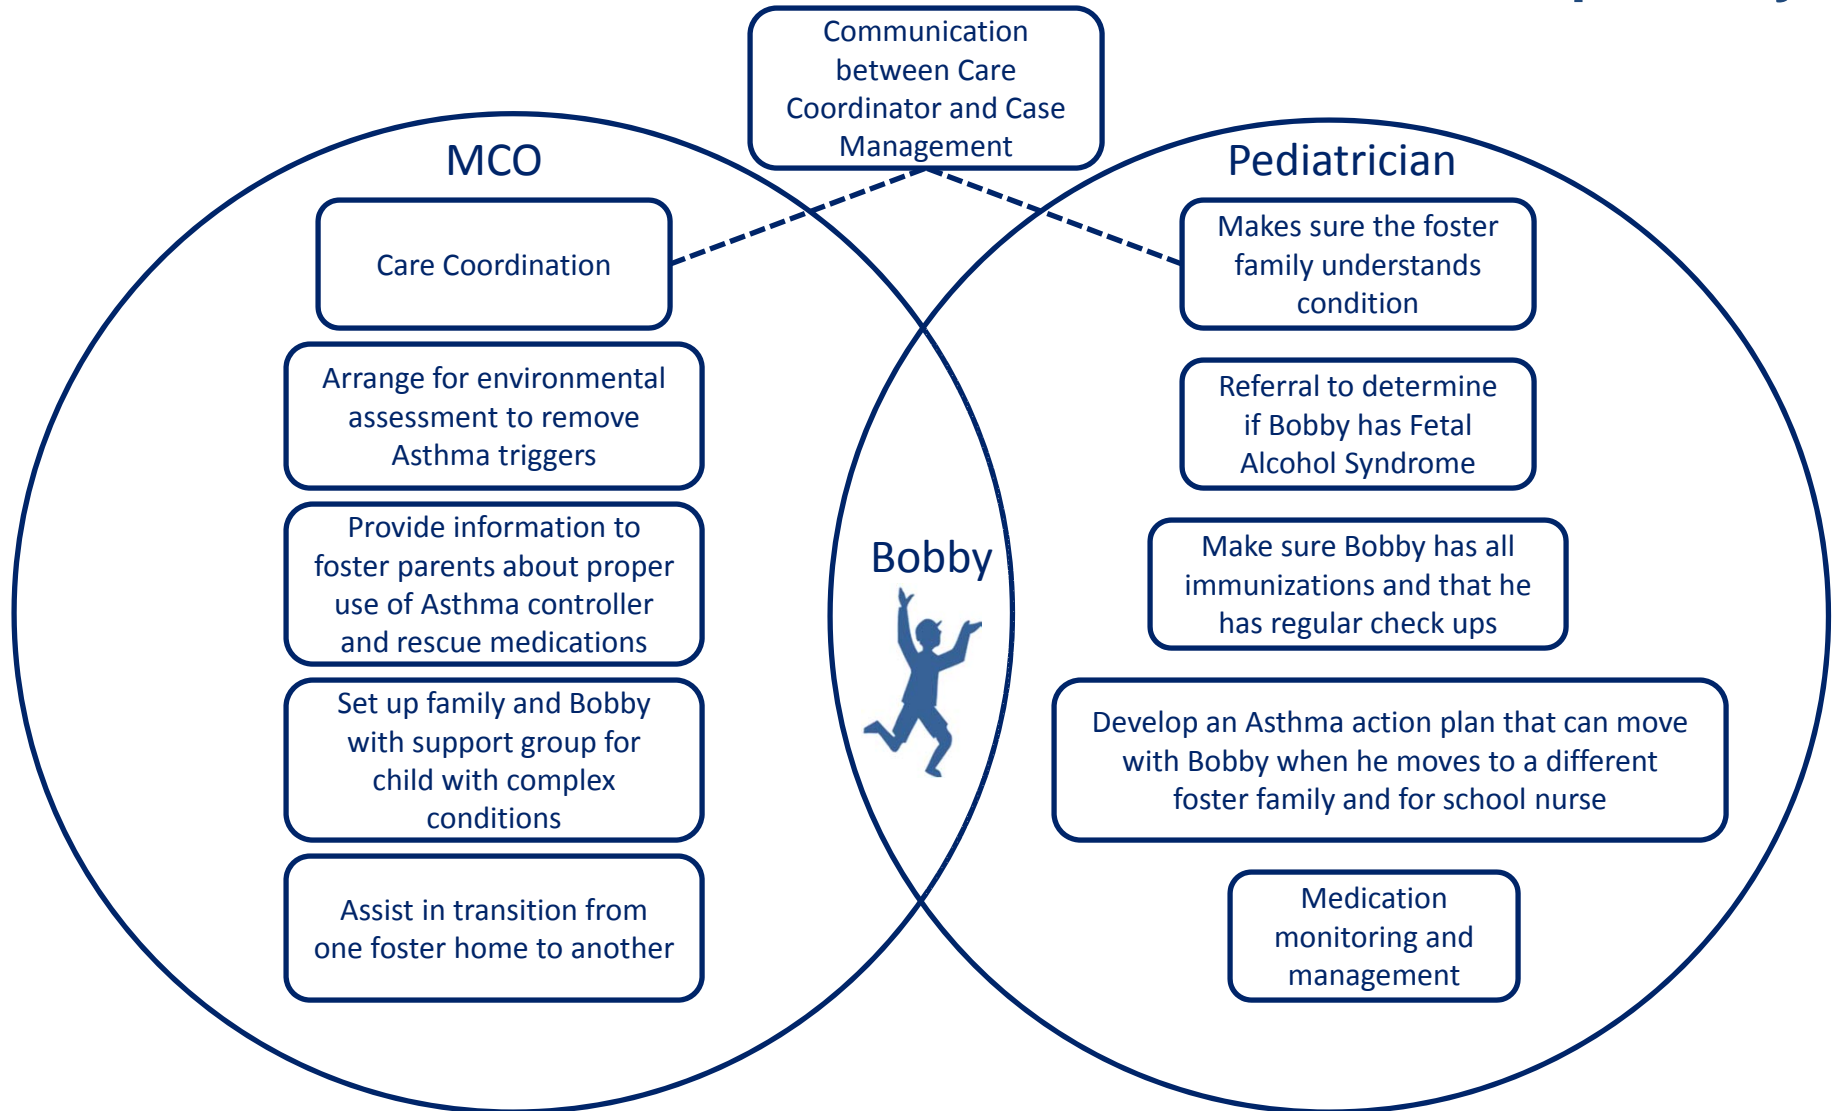 Communication
between Care
Coordinator and Case
Management
MCO
Care Coordination
Arrange for environmental
assessment to remove
Asthma triggers
Provide information to
foster parents about proper
use of Asthma controller
and rescue medications
Set up family and Bobby
with support group for
child with complex
conditions
Assist in transition from
one foster home to another
Bobby
Pediatrician
Makes sure the foster
family understands
condition
Referral to determine
if Bobby has Fetal
Alcohol Syndrome
Make sure Bobby has all
immunizations and that he
has regular check ups
Develop an Asthma action plan that can move
with Bobby when he moves to a different
foster family and for school nurse
Medication
monitoring and
management